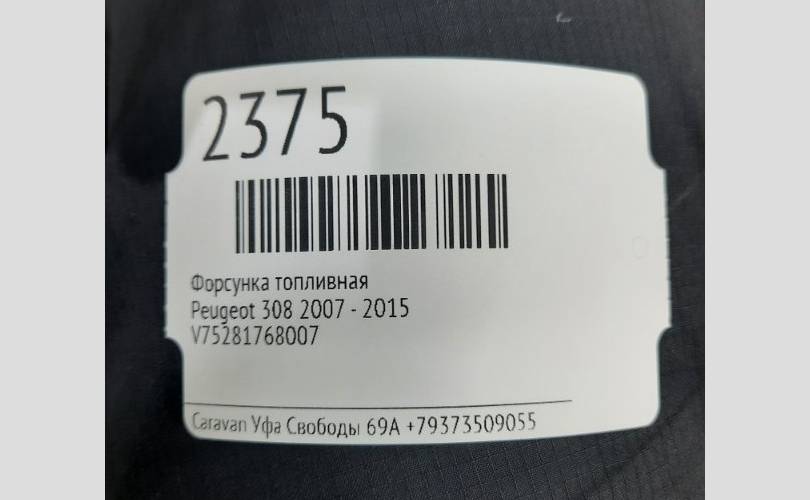 2375
Форсунка топливная
Peugeot 308 2007 - 2015
V75281768007
Caravan Уфа Свободы 69А +79373509055